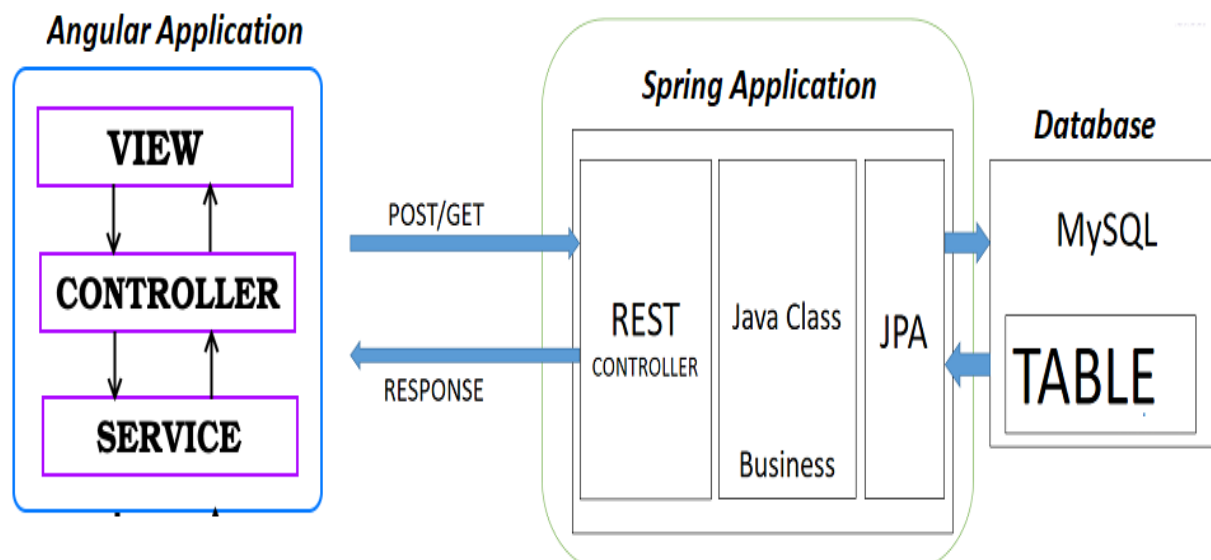 Angular Application
VIEW
CONTROLLER
SERVICE
POST/GET
RESPONSE
Spring Application
REST
CONTROLLER
Java Class
Business
JPA
Database
MySQL
TABLE